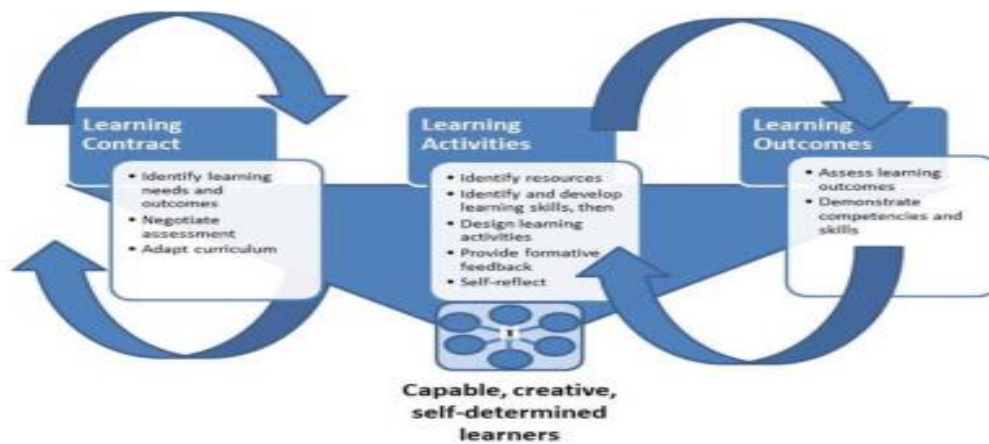 Learning
Contract
• Identify learning
needs and
outcomes
• Negotiate
assessment
• Adapt curriculum
Learning
Activities
• Identify resources
• Identify and develop
learning skills, then
• Design learning
activities
• Provide formative
feedback
• Self-reflect
Learning
Outcomes
• Assess learning
outcomes
• Demonstrate
competencies and
skills
Capable, creative,
self-determined
learners